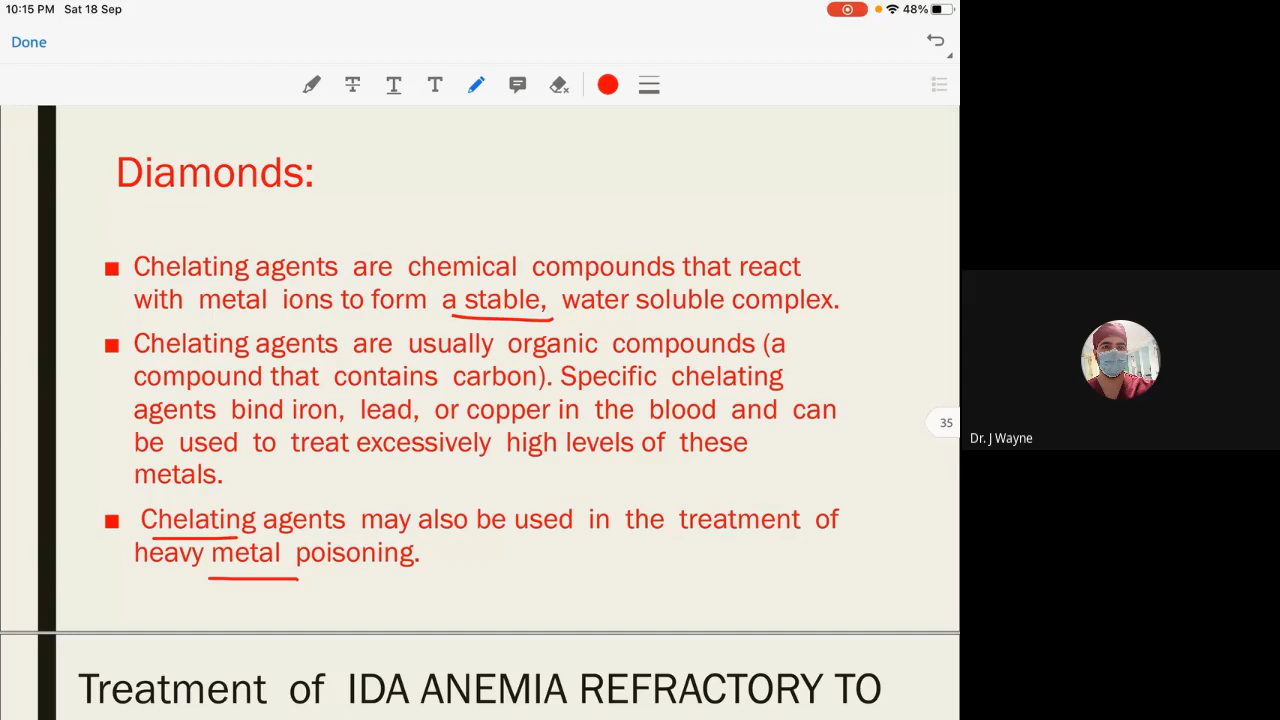 10:15 PM Sat 18 Sep
48%
Done
T
T
T
Diamonds:
Chelating agents are chemical compounds that react
with metal ions to form a stable, water soluble complex.
Chelating agents are usually organic compounds (a
compound that contains carbon). Specific chelating
agents bind iron, lead, or copper in the blood and can
be used to treat excessively high levels of these
metals.
Chelating agents may also be used in the treatment of
heavy metal poisoning.
35
Dr. J Wayne
Treatment of IDA ANEMIA REFRACTORY TO